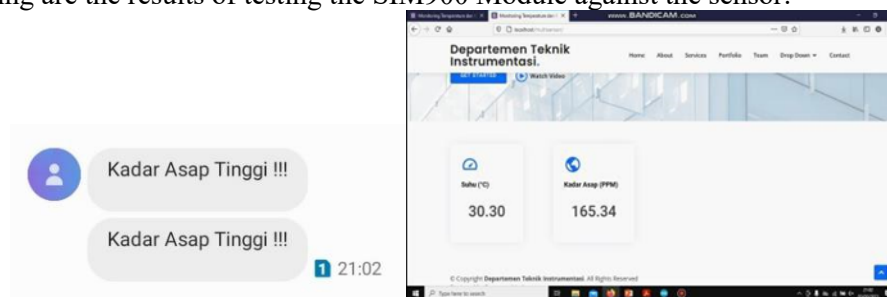 ing are the results of testing the SIM900 Module against the sensor.
Kadar Asap Tinggi !!!
Kadar Asap Tinggi !!!
1 21:02
www.BANDICAM.com
Departemen Teknik
Instrumentasi.
Home About Services Portfolio Team Drop Down Contact
GET STARTED Watch Video
Suhu (°C)
30.30
Kadar Asap (PPM)
165.34
© Copyright Departemen Teknik Instrumentasi. All Rights Reserved
Type here to search